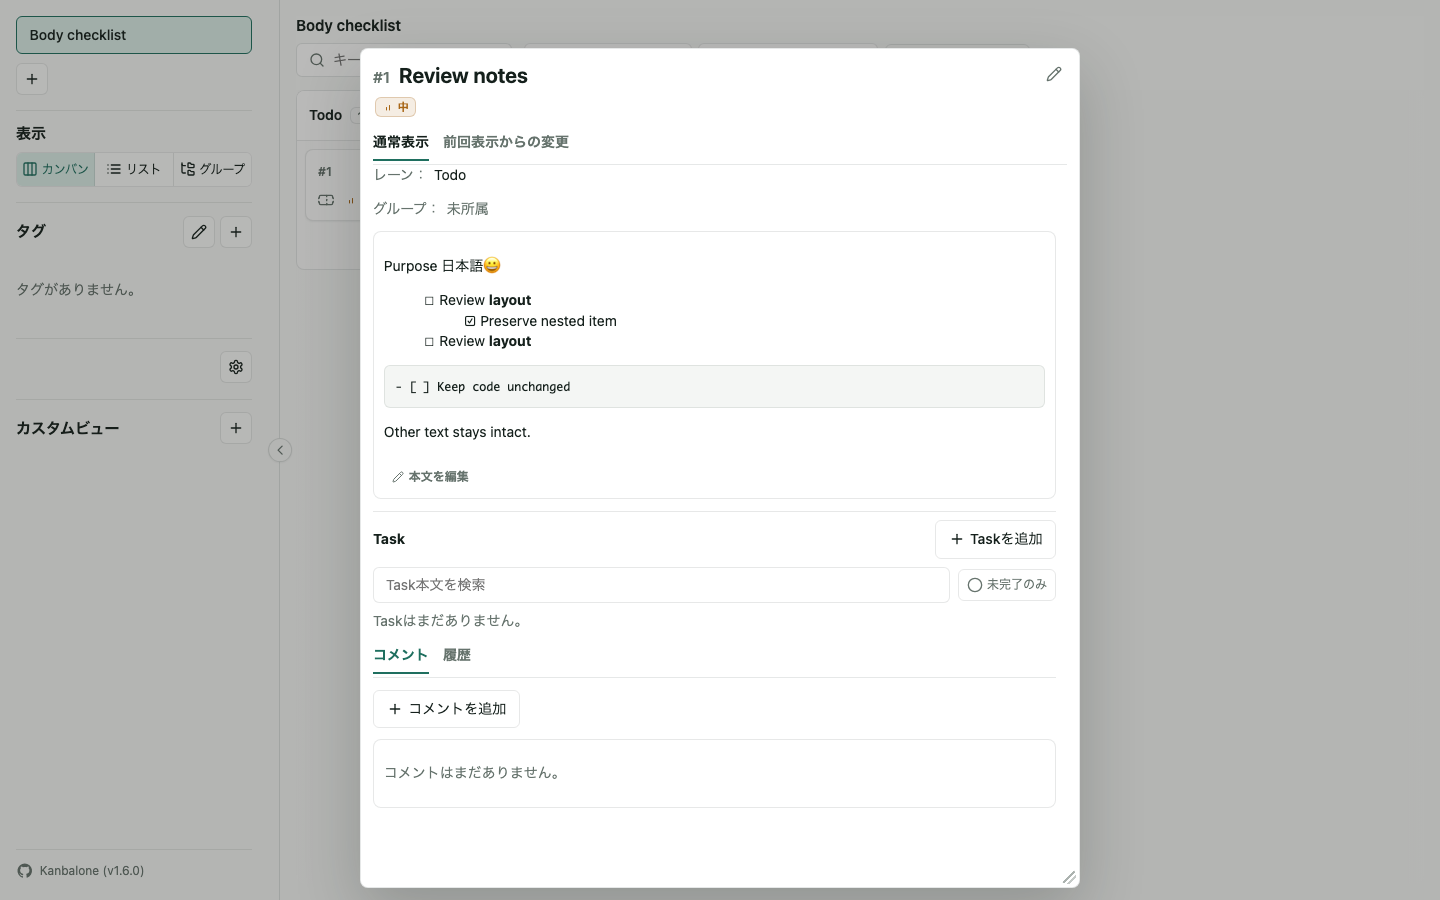 Body checklist
表示
カンバン
リスト
グループ
タグ
タグがありません。
カスタムビュー
Kanbalone (v1.6.0)
Body checklist
キー
Todo
#1
#1 Review notes
中
通常表示 前回表示からの変更
レーン： Todo
グループ： 未所属
Purpose 日本語😀
☐ Review layout
☑ Preserve nested item
☐ Review layout
- [ ] Keep code unchanged
Other text stays intact.
本文を編集
Task
Taskを追加
Task本文を検索
未完了のみ
Taskはまだありません。
コメント 履歴
コメントを追加
コメントはまだありません。